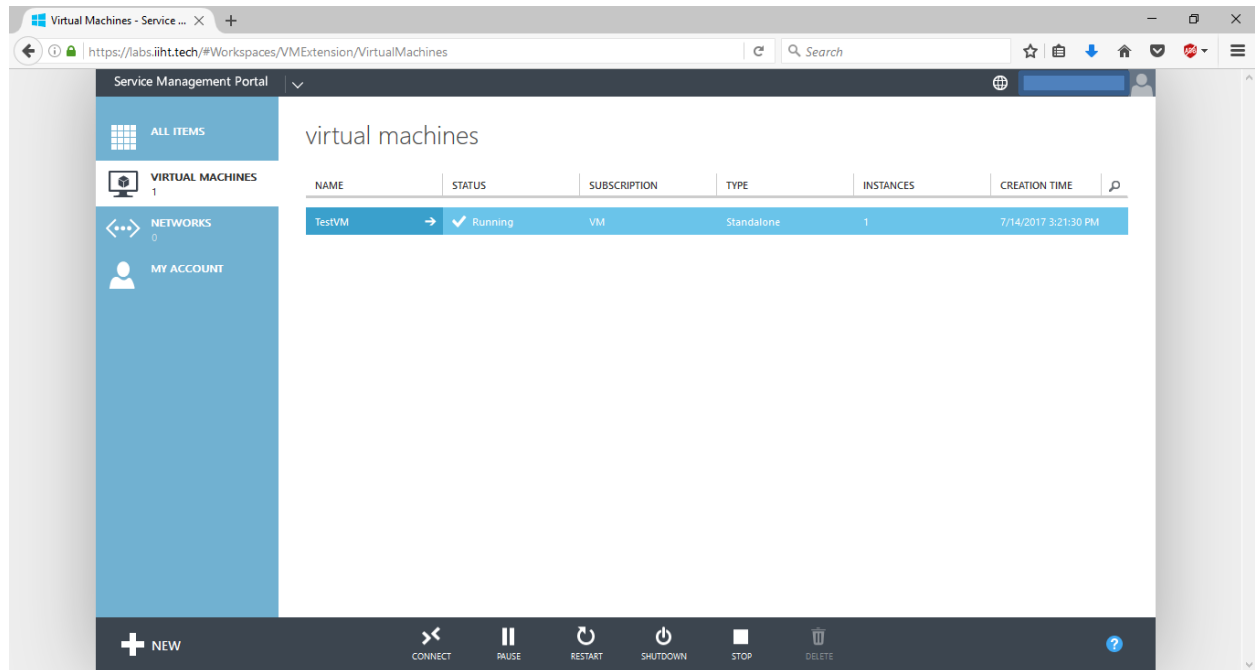 Virtual Machines - Service ...
https://labs.iiht.tech/#Workspaces/VMExtension/VirtualMachines
Search
ABP
Service Management Portal
ALL ITEMS
VIRTUAL MACHINES
1
NETWORKS
0
MY ACCOUNT
virtual machines
NAME STATUS SUBSCRIPTION TYPE INSTANCES CREATION TIME
TestVM Running VM Standalone 1 7/14/2017 3:21:30 PM
NEW
CONNECT PAUSE RESTART SHUTDOWN STOP DELETE
?